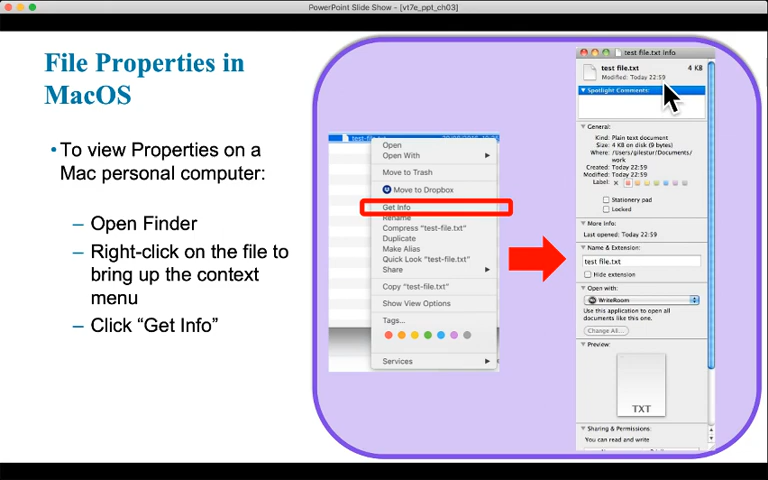 PowerPoint Slide Show - [vt7e_ppt_ch03]
File Properties in
MacOS
• To view Properties on a
Mac personal computer:
– Open Finder
– Right-click on the file to
bring up the context
menu
– Click “Get Info”
Open
Open With
Move to Trash
Move to Dropbox
Get Info
Rename
Compress "test-file.txt"
Duplicate
Make Alias
Quick Look "test-file.txt"
Share
Copy "test-file.txt"
Show View Options
Tags...
Services
test file.txt Info
test file.txt 4 KB
Modified: Today 22:59
Spotlight Comments:
General:
Kind: Plain text document
Size: 4 KB on disk (9 bytes)
Where: /Users/gilestur/Documents/
work
Created: Today 22:59
Modified: Today 22:59
Label:
Stationery pad
Locked
More Info:
Last opened: Today 22:59
Name & Extension:
test file.txt
Hide extension
Open with:
WriteRoom
Use this application to open all
documents like this one.
Change All...
Preview:
TXT
Sharing & Permissions:
You can read and write